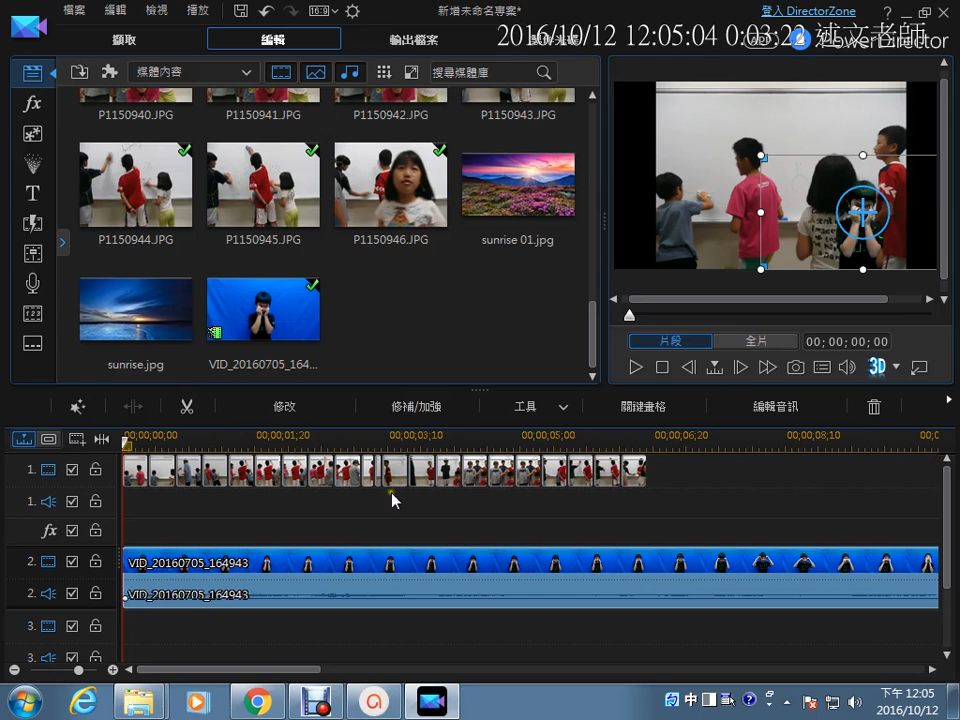 檔案 編輯 檢視 播放 16:9 新增未命名專案* 登入 DirectorZone ?
擷取 編輯 輸出檔案
2016/10/12 12:05:04 0:03:22 述文老師
PowerDirector
媒體內容 搜尋媒體庫
P1150940.JPG P1150941.JPG P1150942.JPG P1150943.JPG
P1150944.JPG P1150945.JPG P1150946.JPG sunrise 01.jpg
sunrise.jpg VID_20160705_164...
fx
T
123
片段 全片 00; 00; 00; 00
3D
修改 修補/加強 工具 關鍵畫格 編輯音訊
00;00;00;00 00;00;01;20 00;00;03;10 00;00;05;00 00;00;06;20 00;00;08;10 00;0
1.
1.
fx
2. VID_20160705_164943
2. VID_20160705_164943
3.
3.
中
下午 12:05
2016/10/12